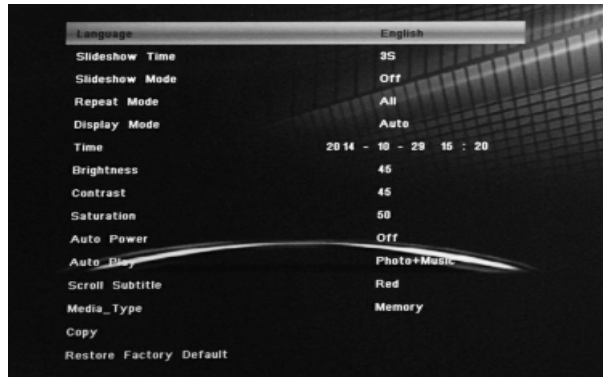 Language English
Slideshow Time 3S
Slideshow Mode Off
Repeat Mode All
Display Mode Auto
Time 2014 - 10 - 29 15 : 20
Brightness 45
Contrast 45
Saturation 50
Auto Power Off
Auto Play Photo+Music
Scroll Subtitle Red
Media_Type Memory
Copy
Restore Factory Default